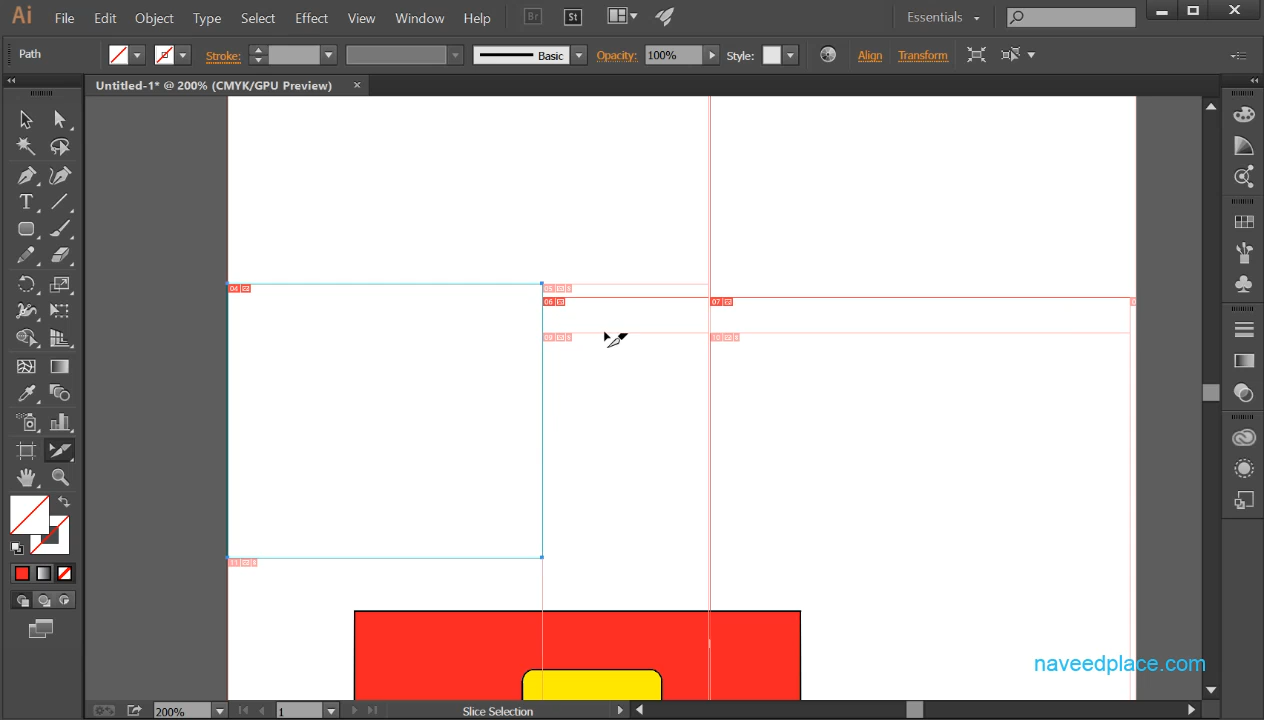 Ai File Edit Object Type Select Effect View Window Help Br St Essentials
Path Stroke: Basic Opacity: 100% Style: Align Transform
Untitled-1* @ 200% (CMYK/GPU Preview) ×
04 05
06 07
09 10
11
T
naveedplace.com
200% 1 Slice Selection